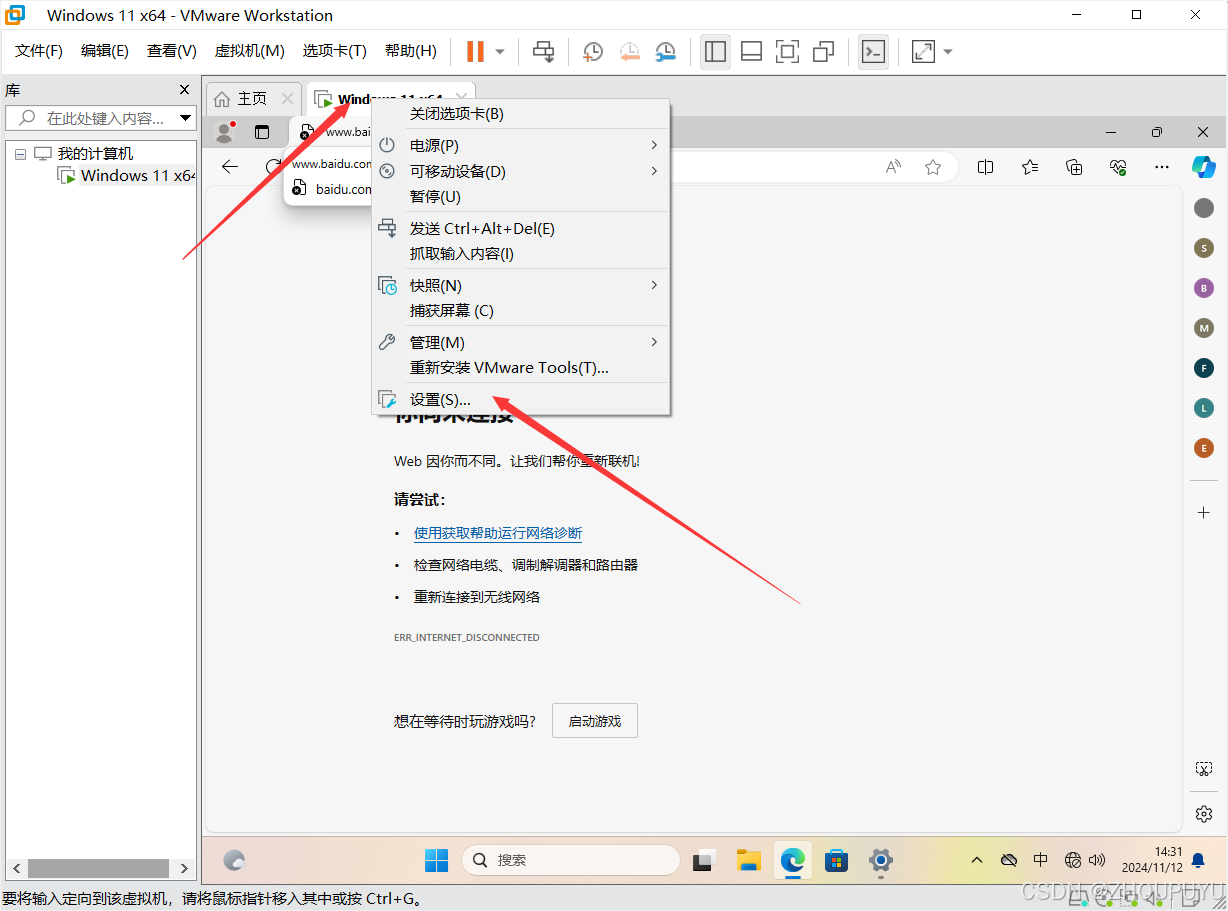 Windows 11 x64 - VMware Workstation
文件(F) 编辑(E) 查看(V) 虚拟机(M) 选项卡(T) 帮助(H)
库
在此处键入内容...
我的计算机
Windows 11 x64
主页
Windows 11 x64
www.bai
www.baidu.com
baidu.com
关闭选项卡(B)
电源(P)
可移动设备(D)
暂停(U)
发送 Ctrl+Alt+Del(E)
抓取输入内容(I)
快照(N)
捕获屏幕 (C)
管理(M)
重新安装 VMware Tools(T)...
设置(S)...
你尚未连接
Web 因你而不同。让我们帮你重新联机!
请尝试:
• 使用获取帮助运行网络诊断
• 检查网络电缆、调制解调器和路由器
• 重新连接到无线网络
ERR_INTERNET_DISCONNECTED
想在等待时玩游戏吗?
启动游戏
S
B
M
F
L
E
搜索
中
14:31
2024/11/12
要将输入定向到该虚拟机，请将鼠标指针移入其中或按 Ctrl+G。
CSDN @ZHOUPUYU